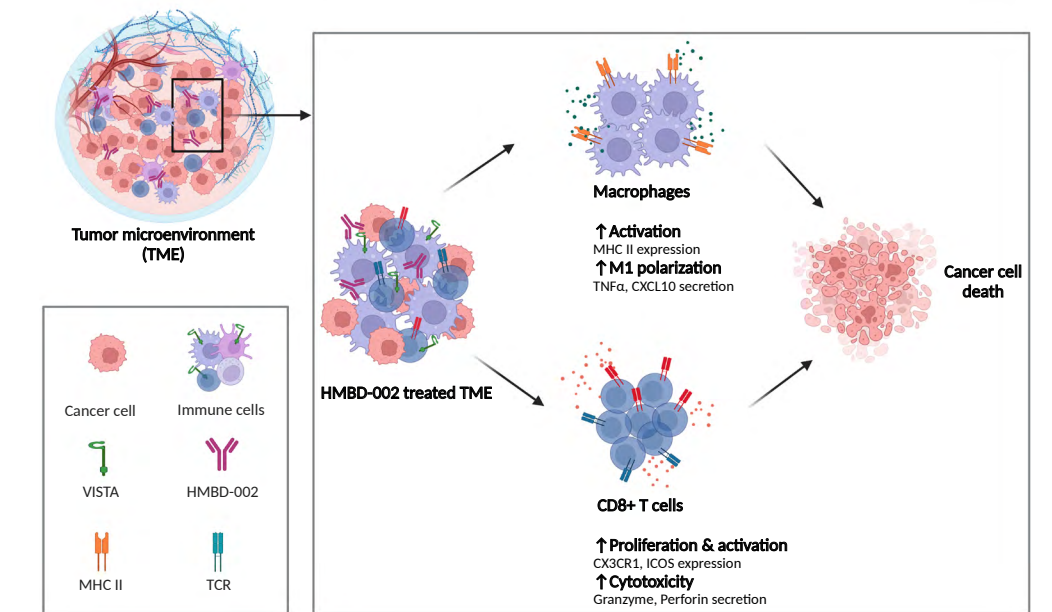 Tumor microenvironment
(TME)
Cancer cell
Immune cells
VISTA
HMBD-002
MHC II
TCR
HMBD-002 treated TME
Macrophages
↑Activation
MHC II expression
↑M1 polarization
TNFα, CXCL10 secretion
CD8+ T cells
↑Proliferation & activation
CX3CR1, ICOS expression
↑Cytotoxicity
Granzyme, Perforin secretion
Cancer cell
death